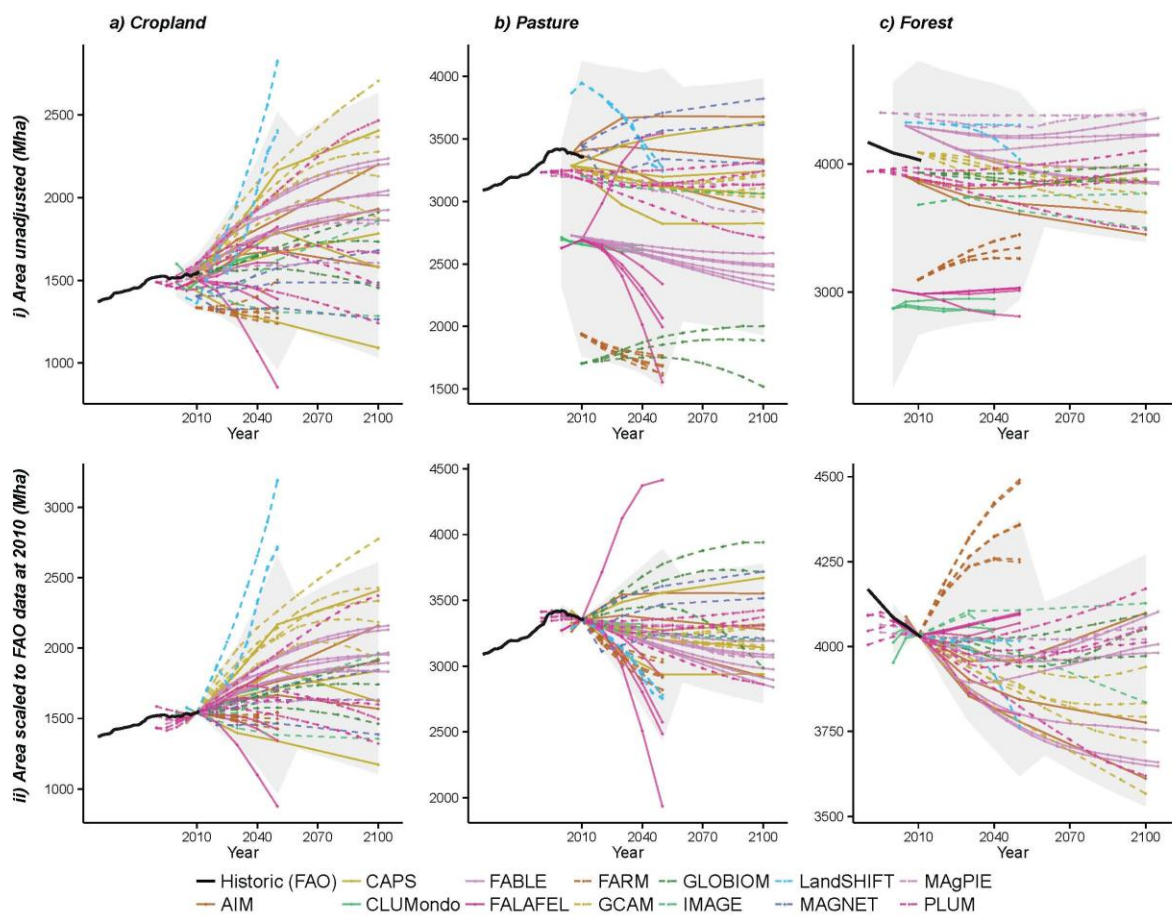 a) Cropland b) Pasture c) Forest
i) Area unadjusted (Mha)
2500
2000
1500
1000
4000
3500
3000
2500
2000
1500
4000
3000
2010 2040 2070 2100
Year
2010 2040 2070 2100
Year
2010 2040 2070 2100
Year
ii) Area scaled to FAO data at 2010 (Mha)
3000
2500
2000
1500
1000
4500
4000
3500
3000
2500
2000
4500
4250
4000
3750
3500
2010 2040 2070 2100
Year
2010 2040 2070 2100
Year
2010 2040 2070 2100
Year
Historic (FAO) CAPS FABLE FARM GLOBIOM LandSHIFT MAgPIE
AIM CLUMondo FALAFEL GCAM IMAGE MAGNET PLUM